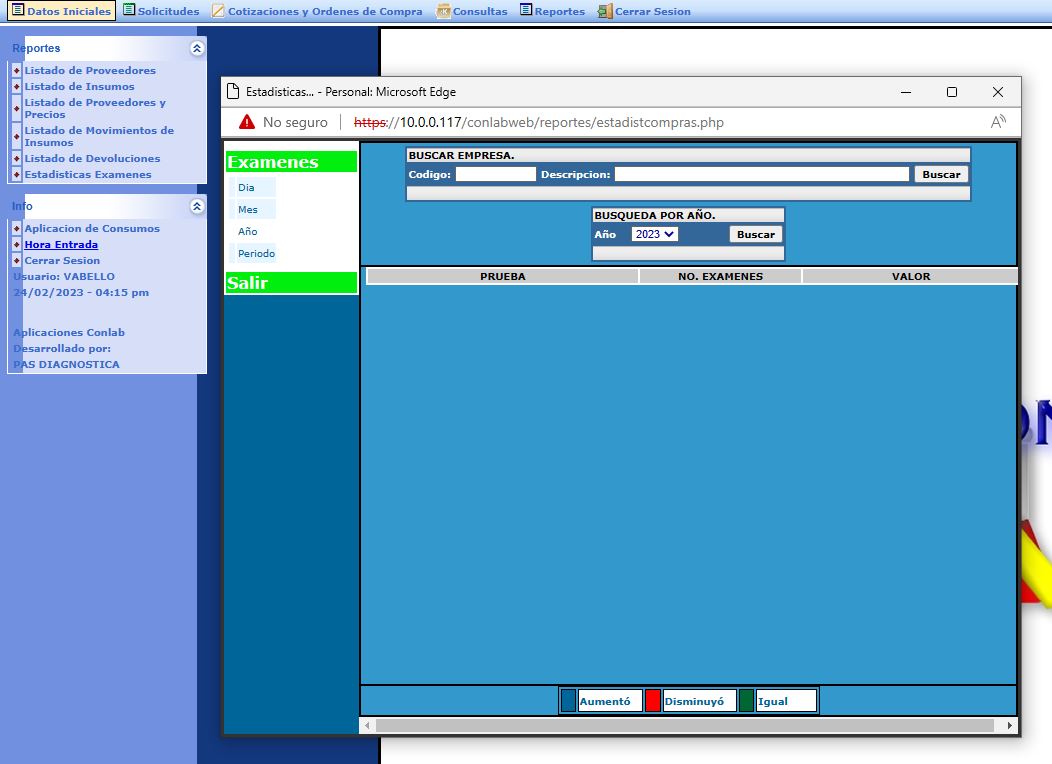 Datos Iniciales Solicitudes Cotizaciones y Ordenes de Compra Consultas Reportes Cerrar Sesion
Reportes
Listado de Proveedores
Listado de Insumos
Listado de Proveedores y
Precios
Listado de Movimientos de
Insumos
Listado de Devoluciones
Estadisticas Examenes
Info
Aplicacion de Consumos
Hora Entrada
Cerrar Sesion
Usuario: VABELLO
24/02/2023 - 04:15 pm
Aplicaciones Conlab
Desarrollado por:
PAS DIAGNOSTICA
Estadisticas... - Personal: Microsoft Edge
No seguro https://10.0.0.117/conlabweb/reportes/estadistcompras.php
Examenes
Dia
Mes
Año
Periodo
Salir
BUSCAR EMPRESA.
Codigo: Descripcion: Buscar
BUSQUEDA POR AÑO.
Año 2023 Buscar
PRUEBA NO. EXAMENES VALOR
Aumentó Disminuyó Igual